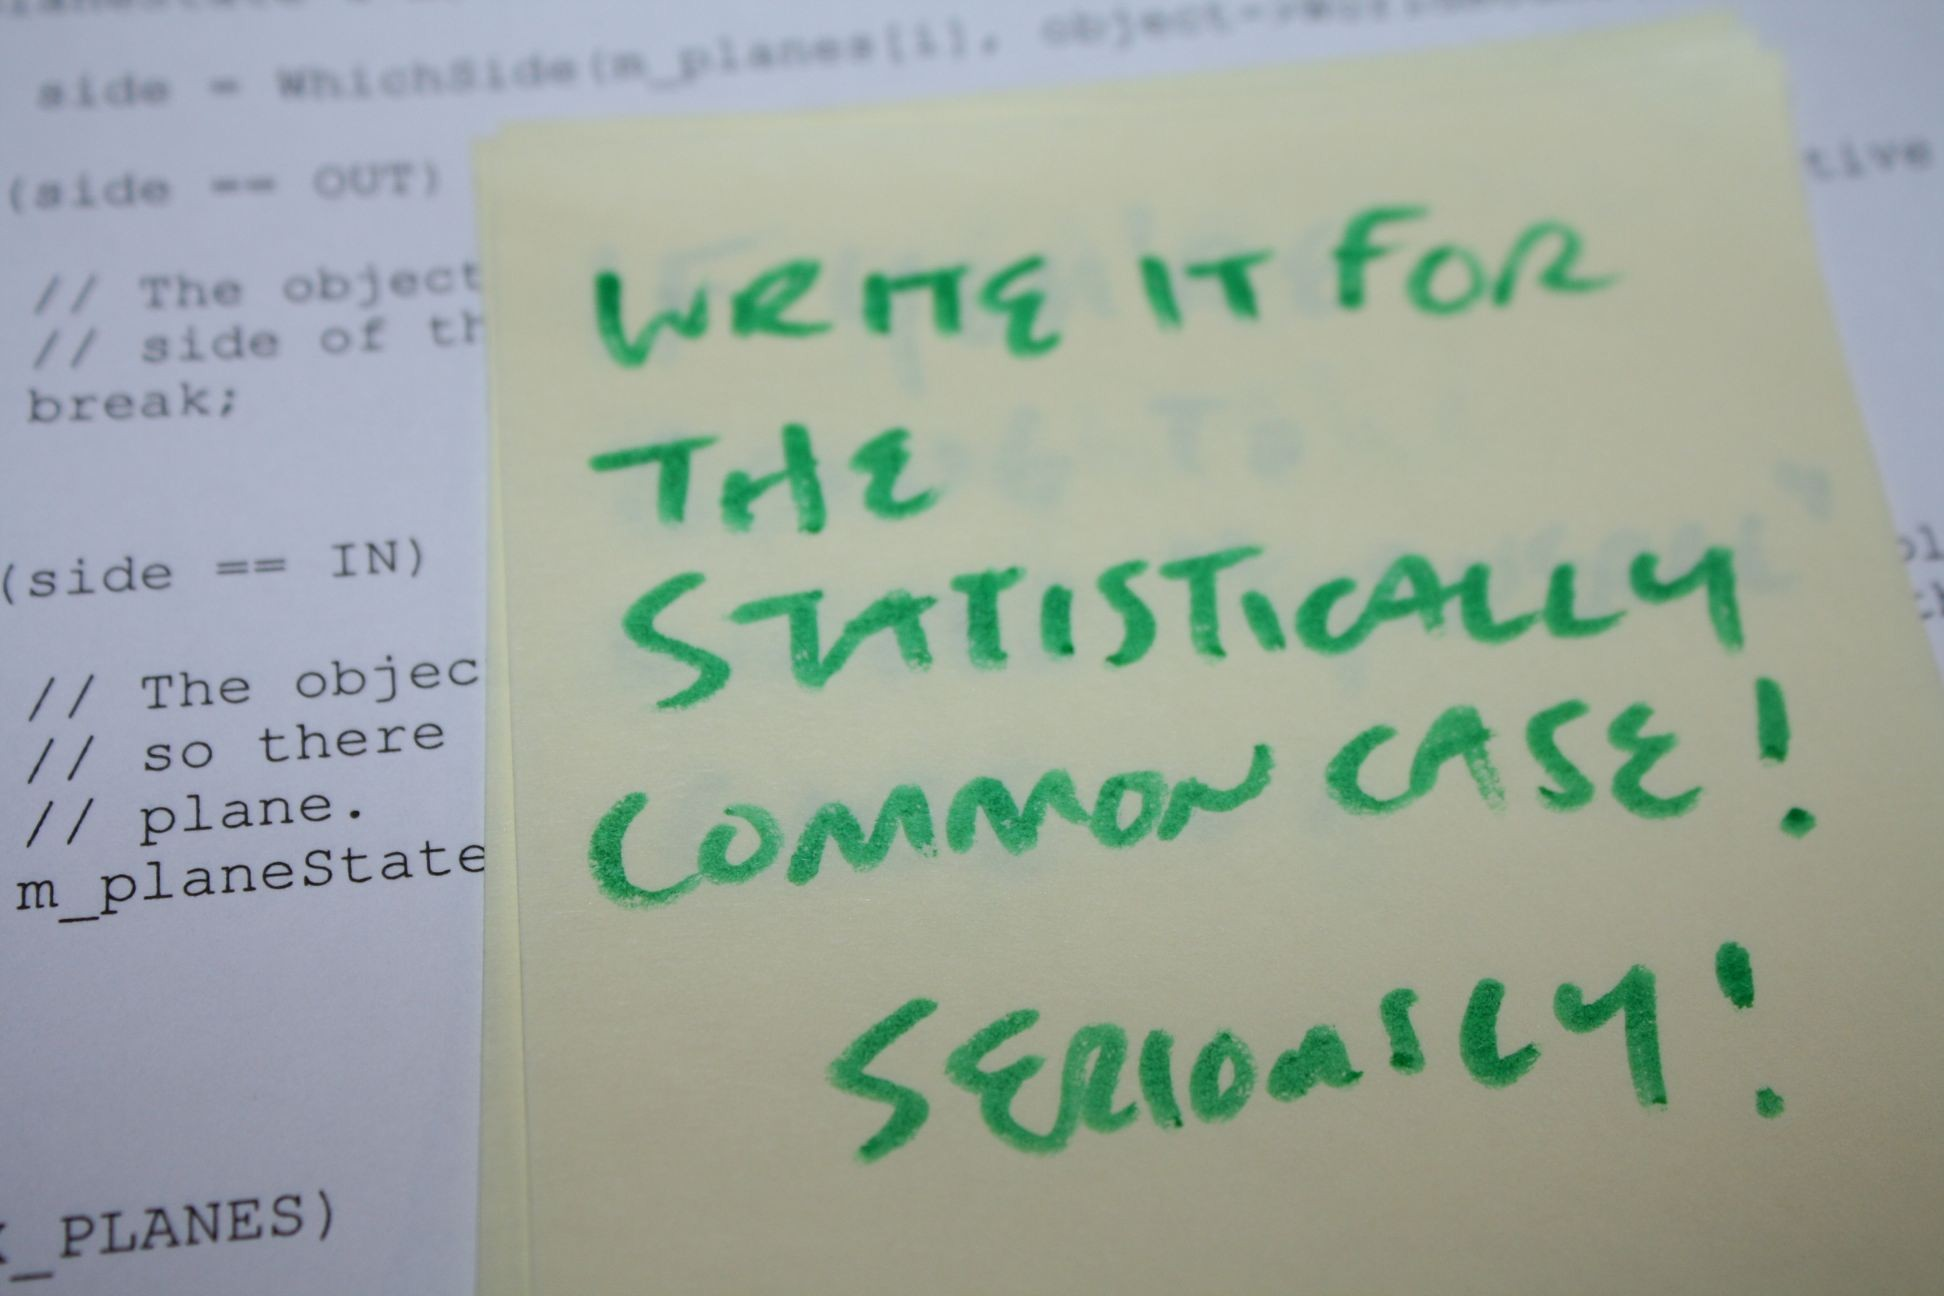 side = WhichSide(m_planes[i],
(side == OUT)
tive
// The object
// side of th
break;
(side == IN)
// The objec
// so there
// plane.
m_planeState
_PLANES)
WRITE IT FOR
THE
STATISTICALLY
COMMON CASE!
SERIOUSLY!